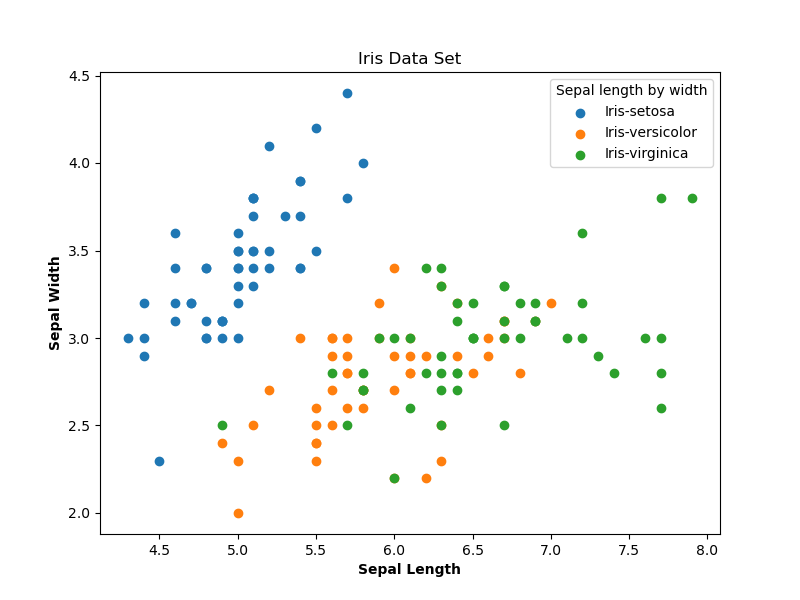 Iris Data Set
Sepal length by width
Iris-setosa
Iris-versicolor
Iris-virginica
4.5
4.0
3.5
3.0
2.5
2.0
Sepal Width
4.5 5.0 5.5 6.0 6.5 7.0 7.5 8.0
Sepal Length